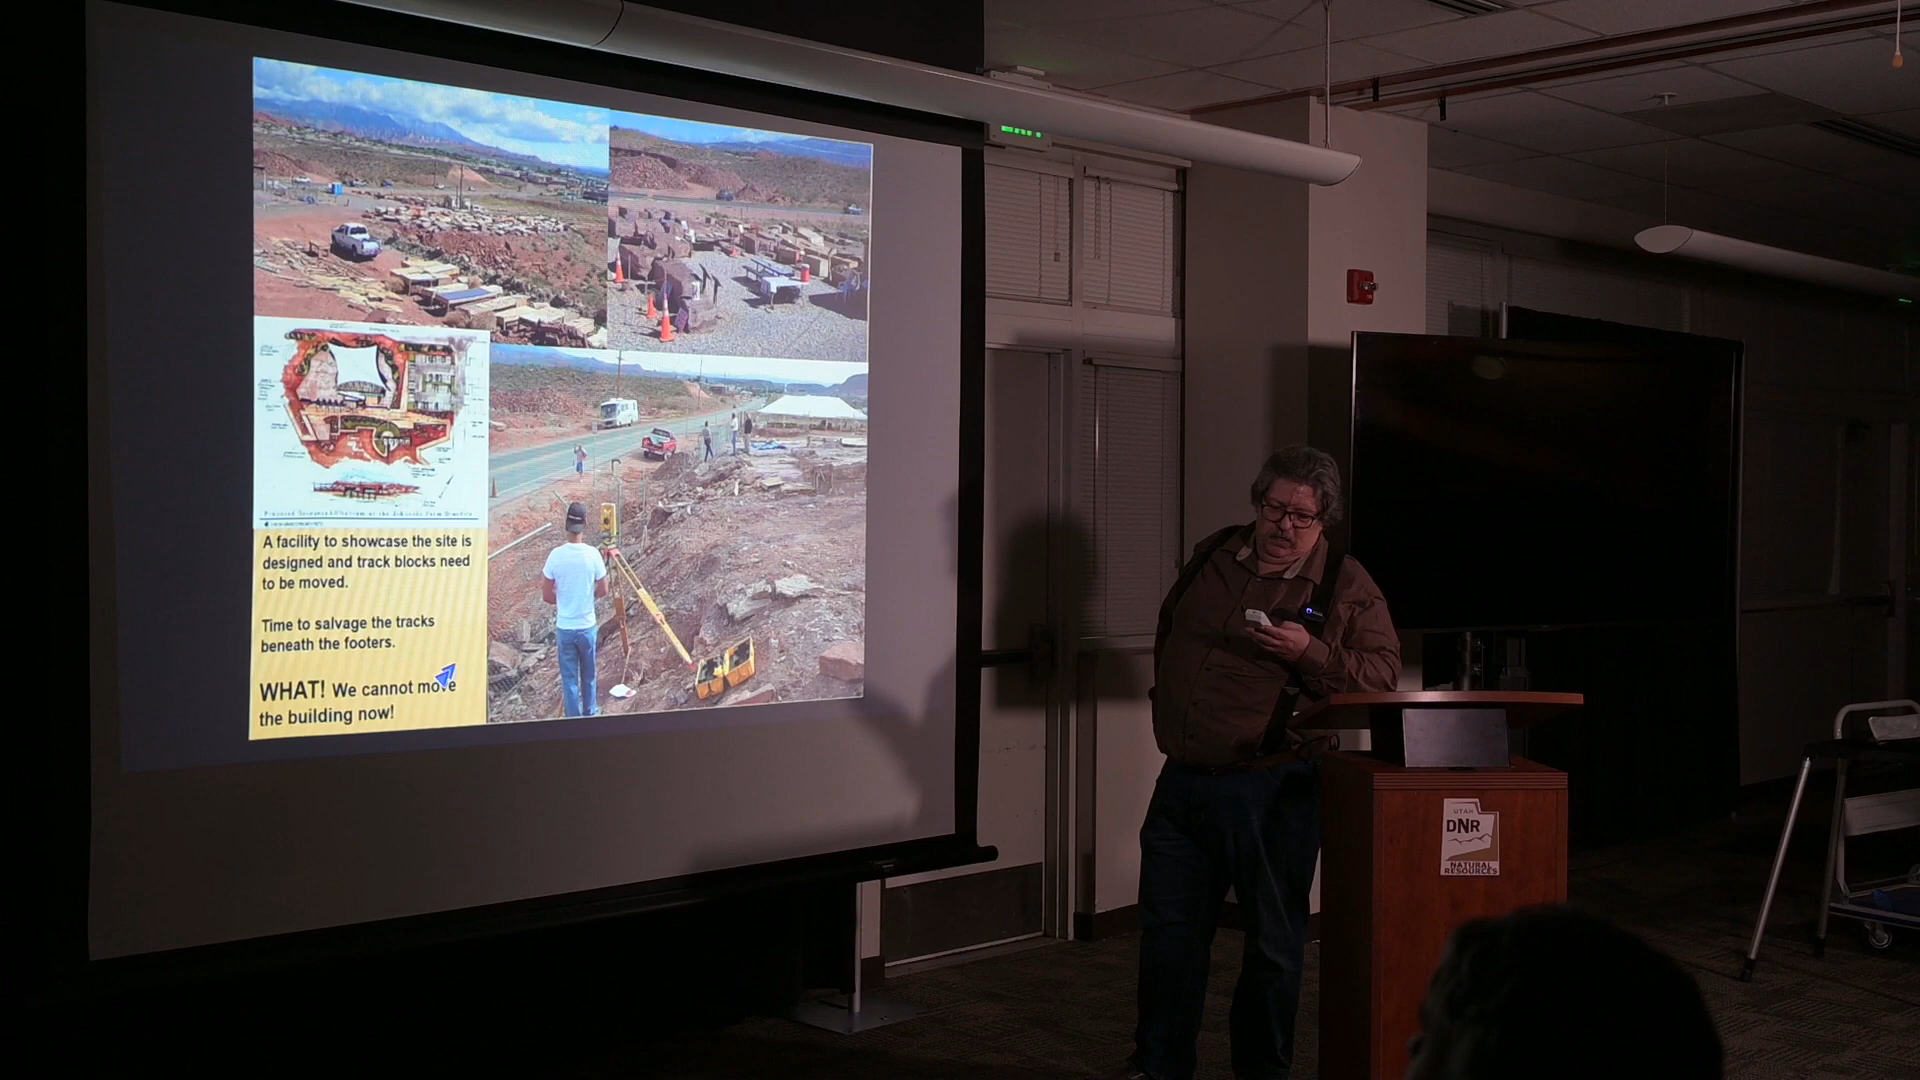 A facility to showcase the site is
designed and track blocks need
to be moved.
Time to salvage the tracks
beneath the footers.
WHAT! We cannot move
the building now!
UTAH
DNR
NATURAL
RESOURCES